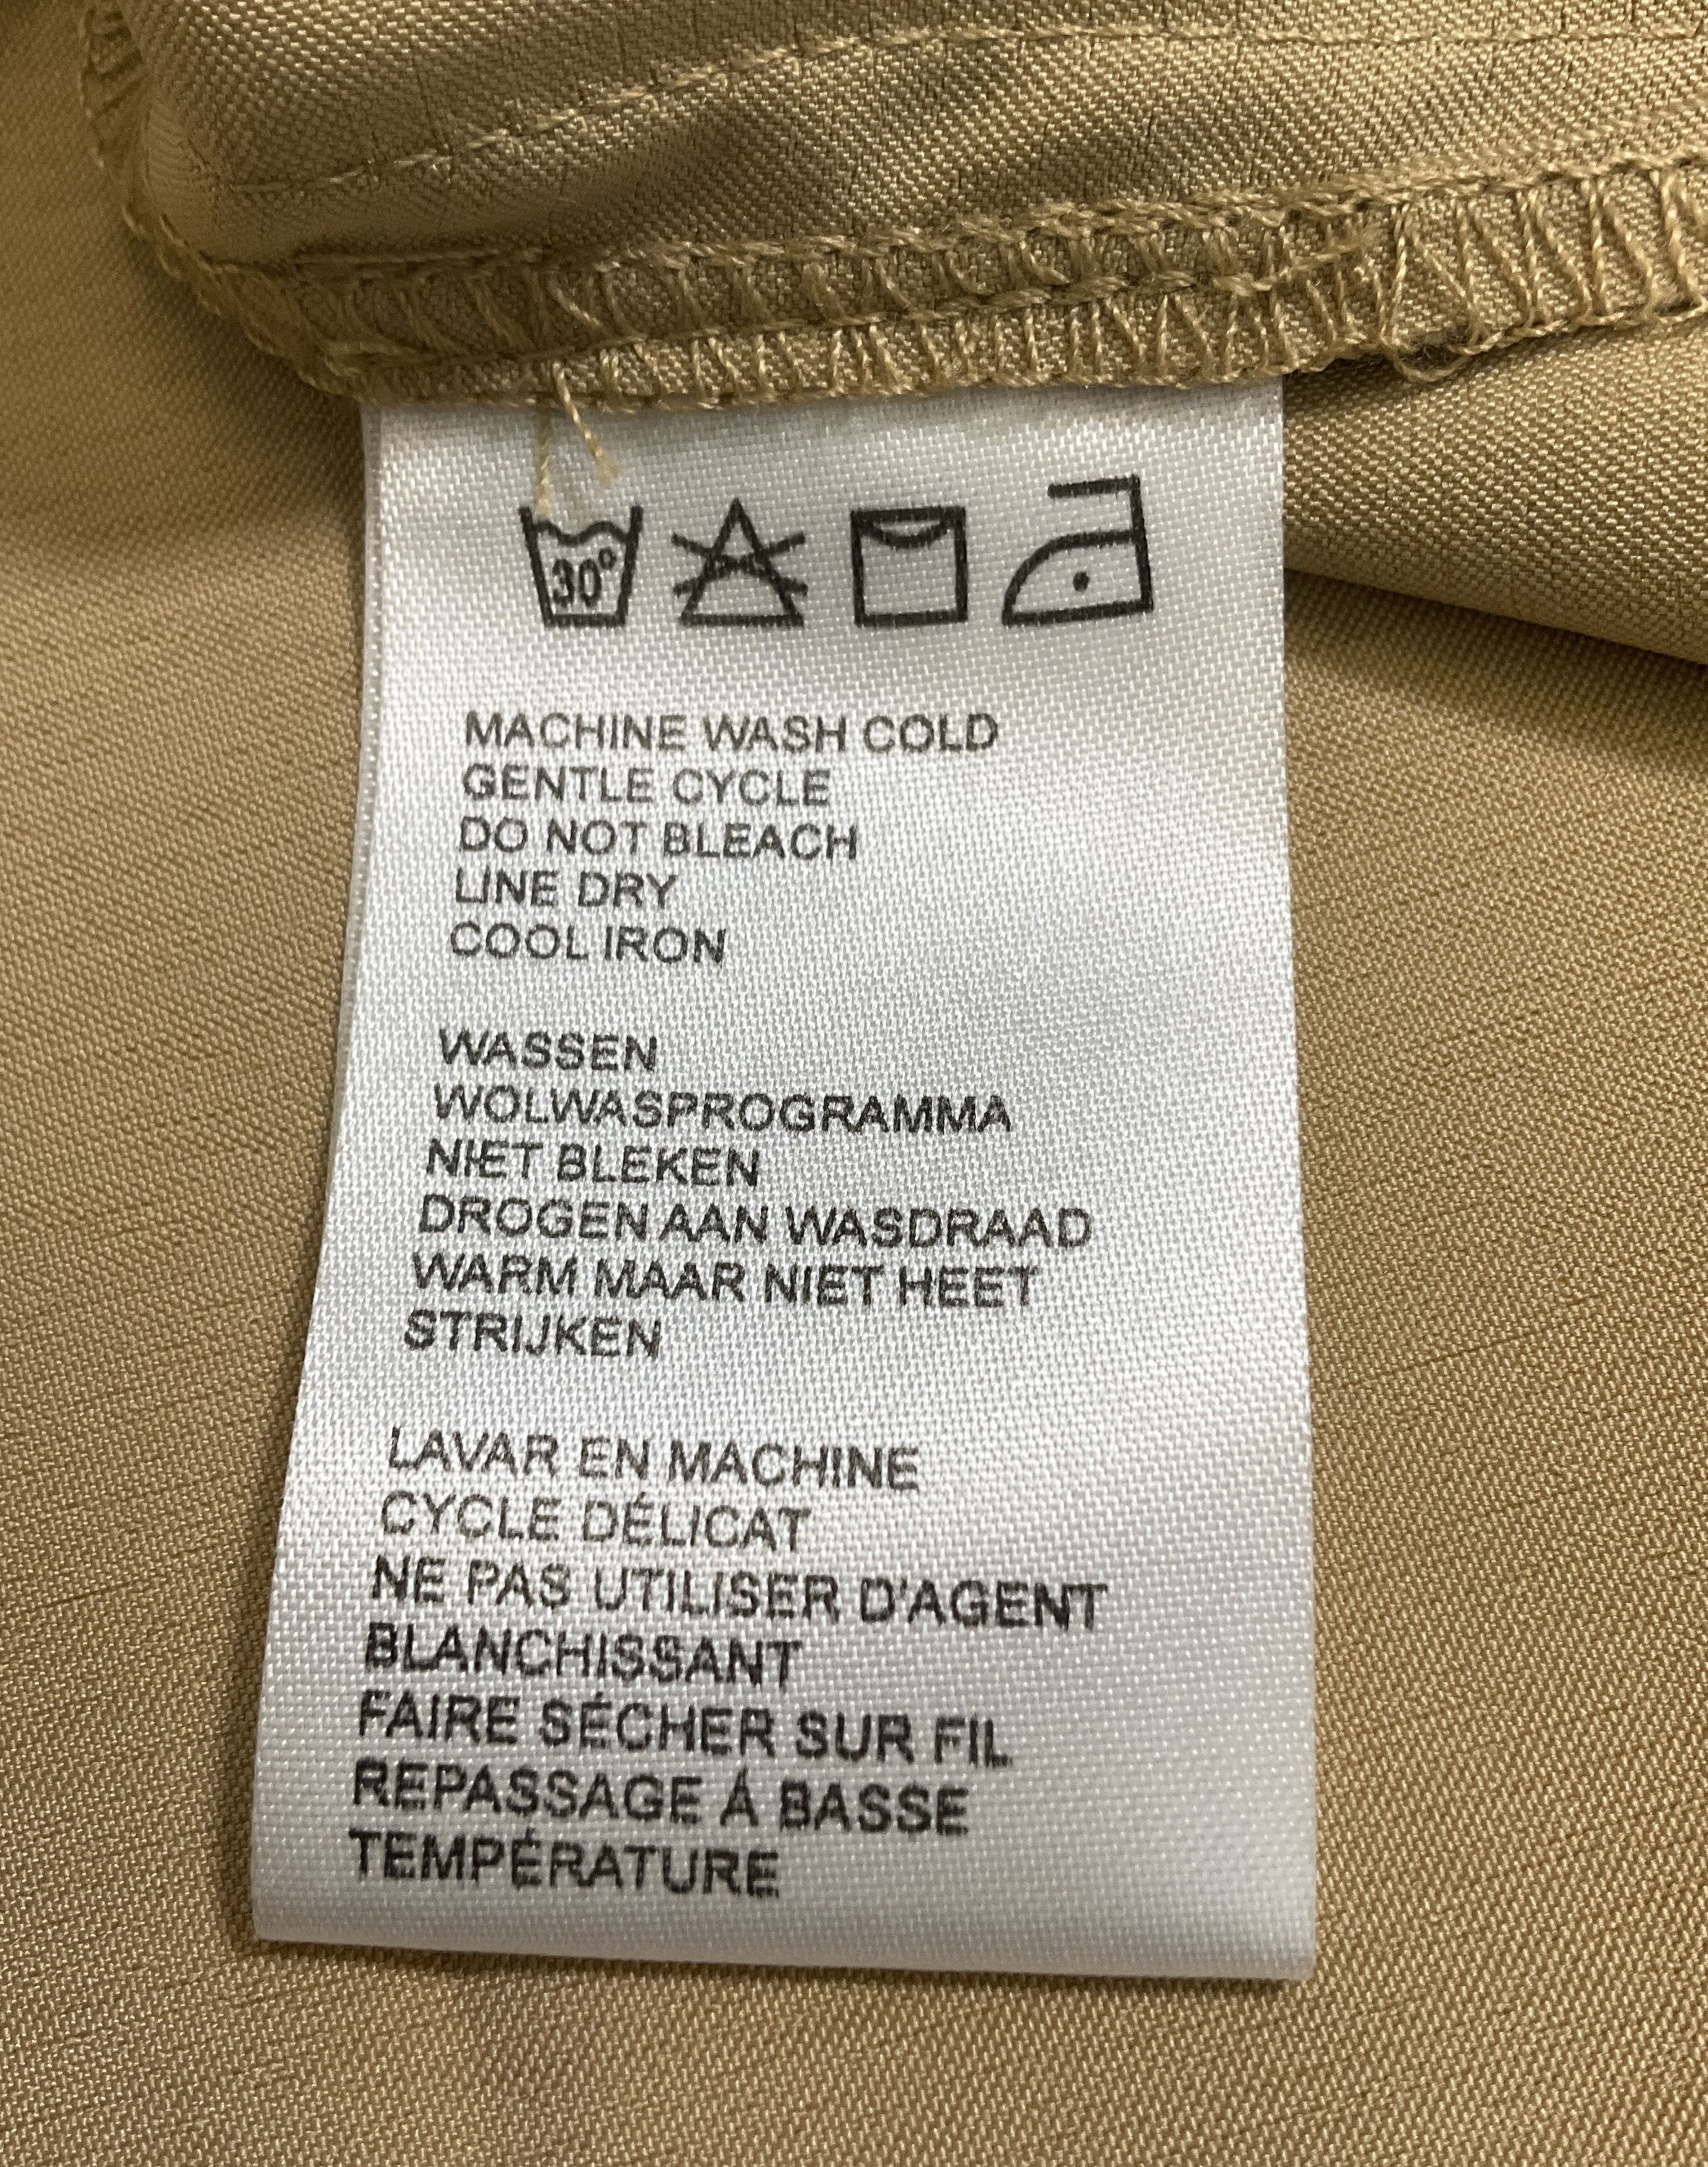 30°
MACHINE WASH COLD
GENTLE CYCLE
DO NOT BLEACH
LINE DRY
COOL IRON
WASSEN
WOLWASPROGRAMMA
NIET BLEKEN
DROGEN AAN WASDRAAD
WARM MAAR NIET HEET
STRIJKEN
LAVAR EN MACHINE
CYCLE DÉLICAT
NE PAS UTILISER D'AGENT
BLANCHISSANT
FAIRE SÉCHER SUR FIL
REPASSAGE Á BASSE
TEMPÉRATURE